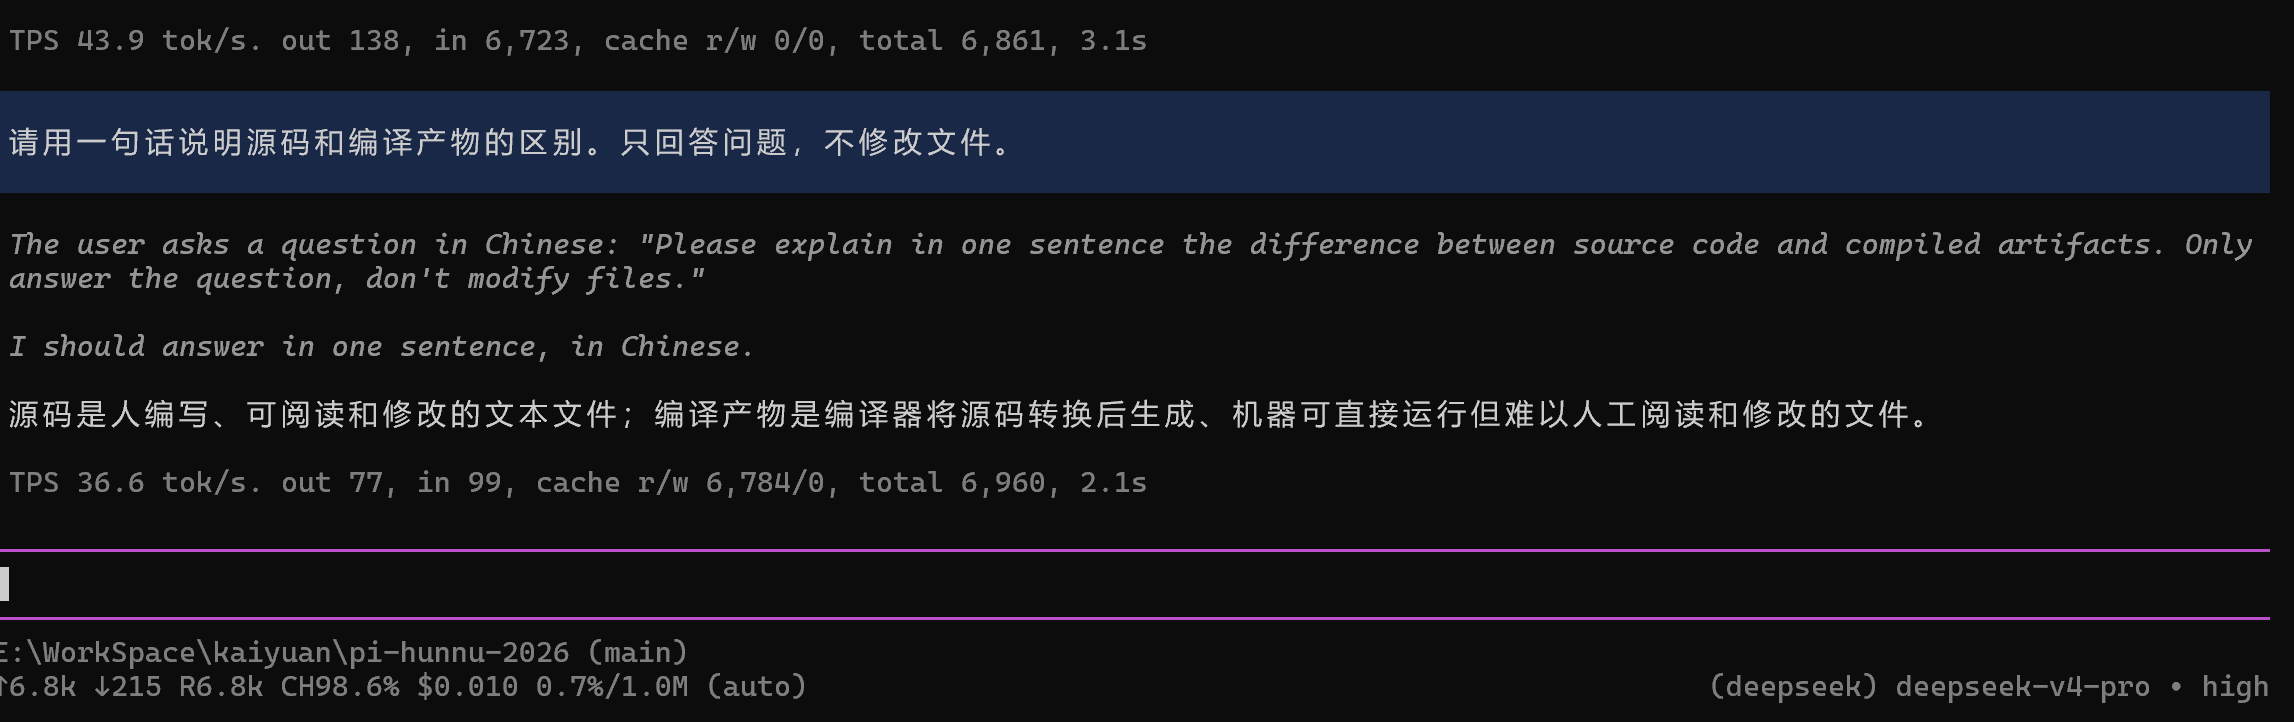 TPS 43.9 tok/s. out 138, in 6,723, cache r/w 0/0, total 6,861, 3.1s
请用一句话说明源码和编译产物的区别。只回答问题，不修改文件。
The user asks a question in Chinese: "Please explain in one sentence the difference between source code and compiled artifacts. Only
answer the question, don't modify files."
I should answer in one sentence, in Chinese.
源码是人编写、可阅读和修改的文本文件；编译产物是编译器将源码转换后生成、机器可直接运行但难以人工阅读和修改的文件。
TPS 36.6 tok/s. out 77, in 99, cache r/w 6,784/0, total 6,960, 2.1s
E:\WorkSpace\kaiyuan\pi-hunnu-2026 (main)
↑6.8k ↓215 R6.8k CH98.6% $0.010 0.7%/1.0M (auto) (deepseek) deepseek-v4-pro • high